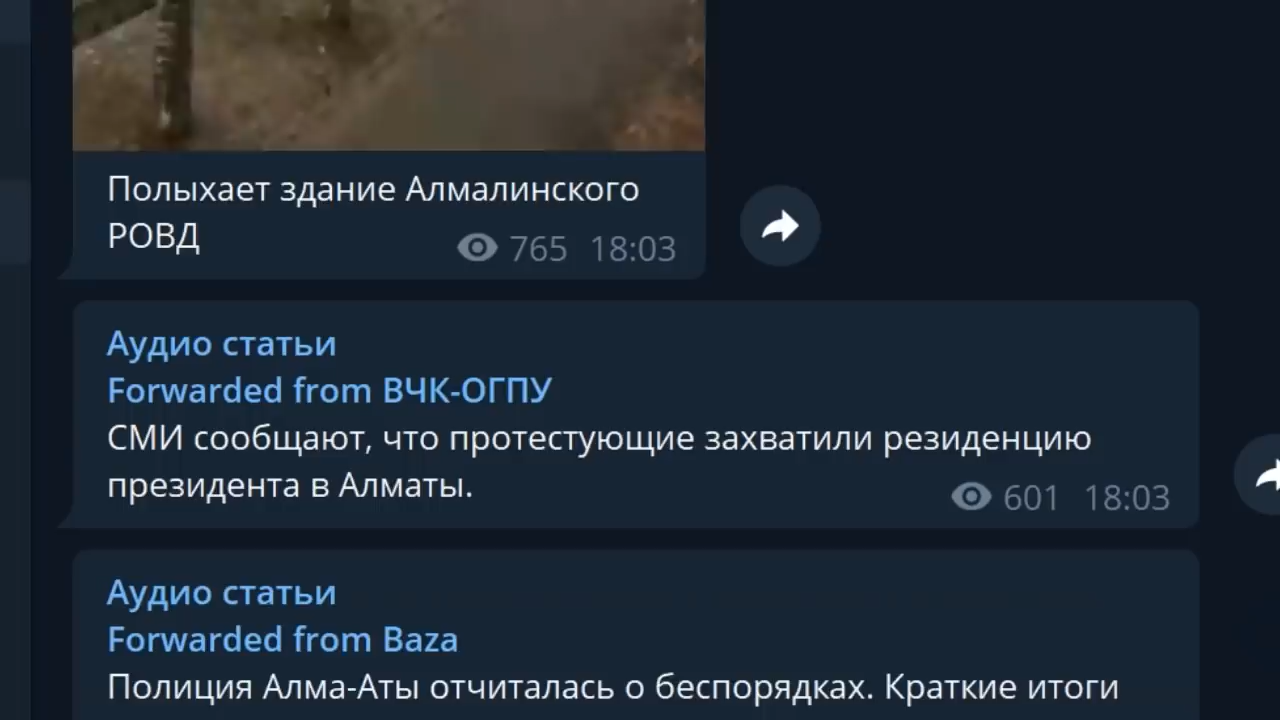 Полыхает здание Алмалинского
РОВД
765 18:03
Аудио статьи
Forwarded from ВЧК-ОГПУ
СМИ сообщают, что протестующие захватили резиденцию
президента в Алматы.
601 18:03
Аудио статьи
Forwarded from Baza
Полиция Алма-Аты отчиталась о беспорядках. Краткие итоги